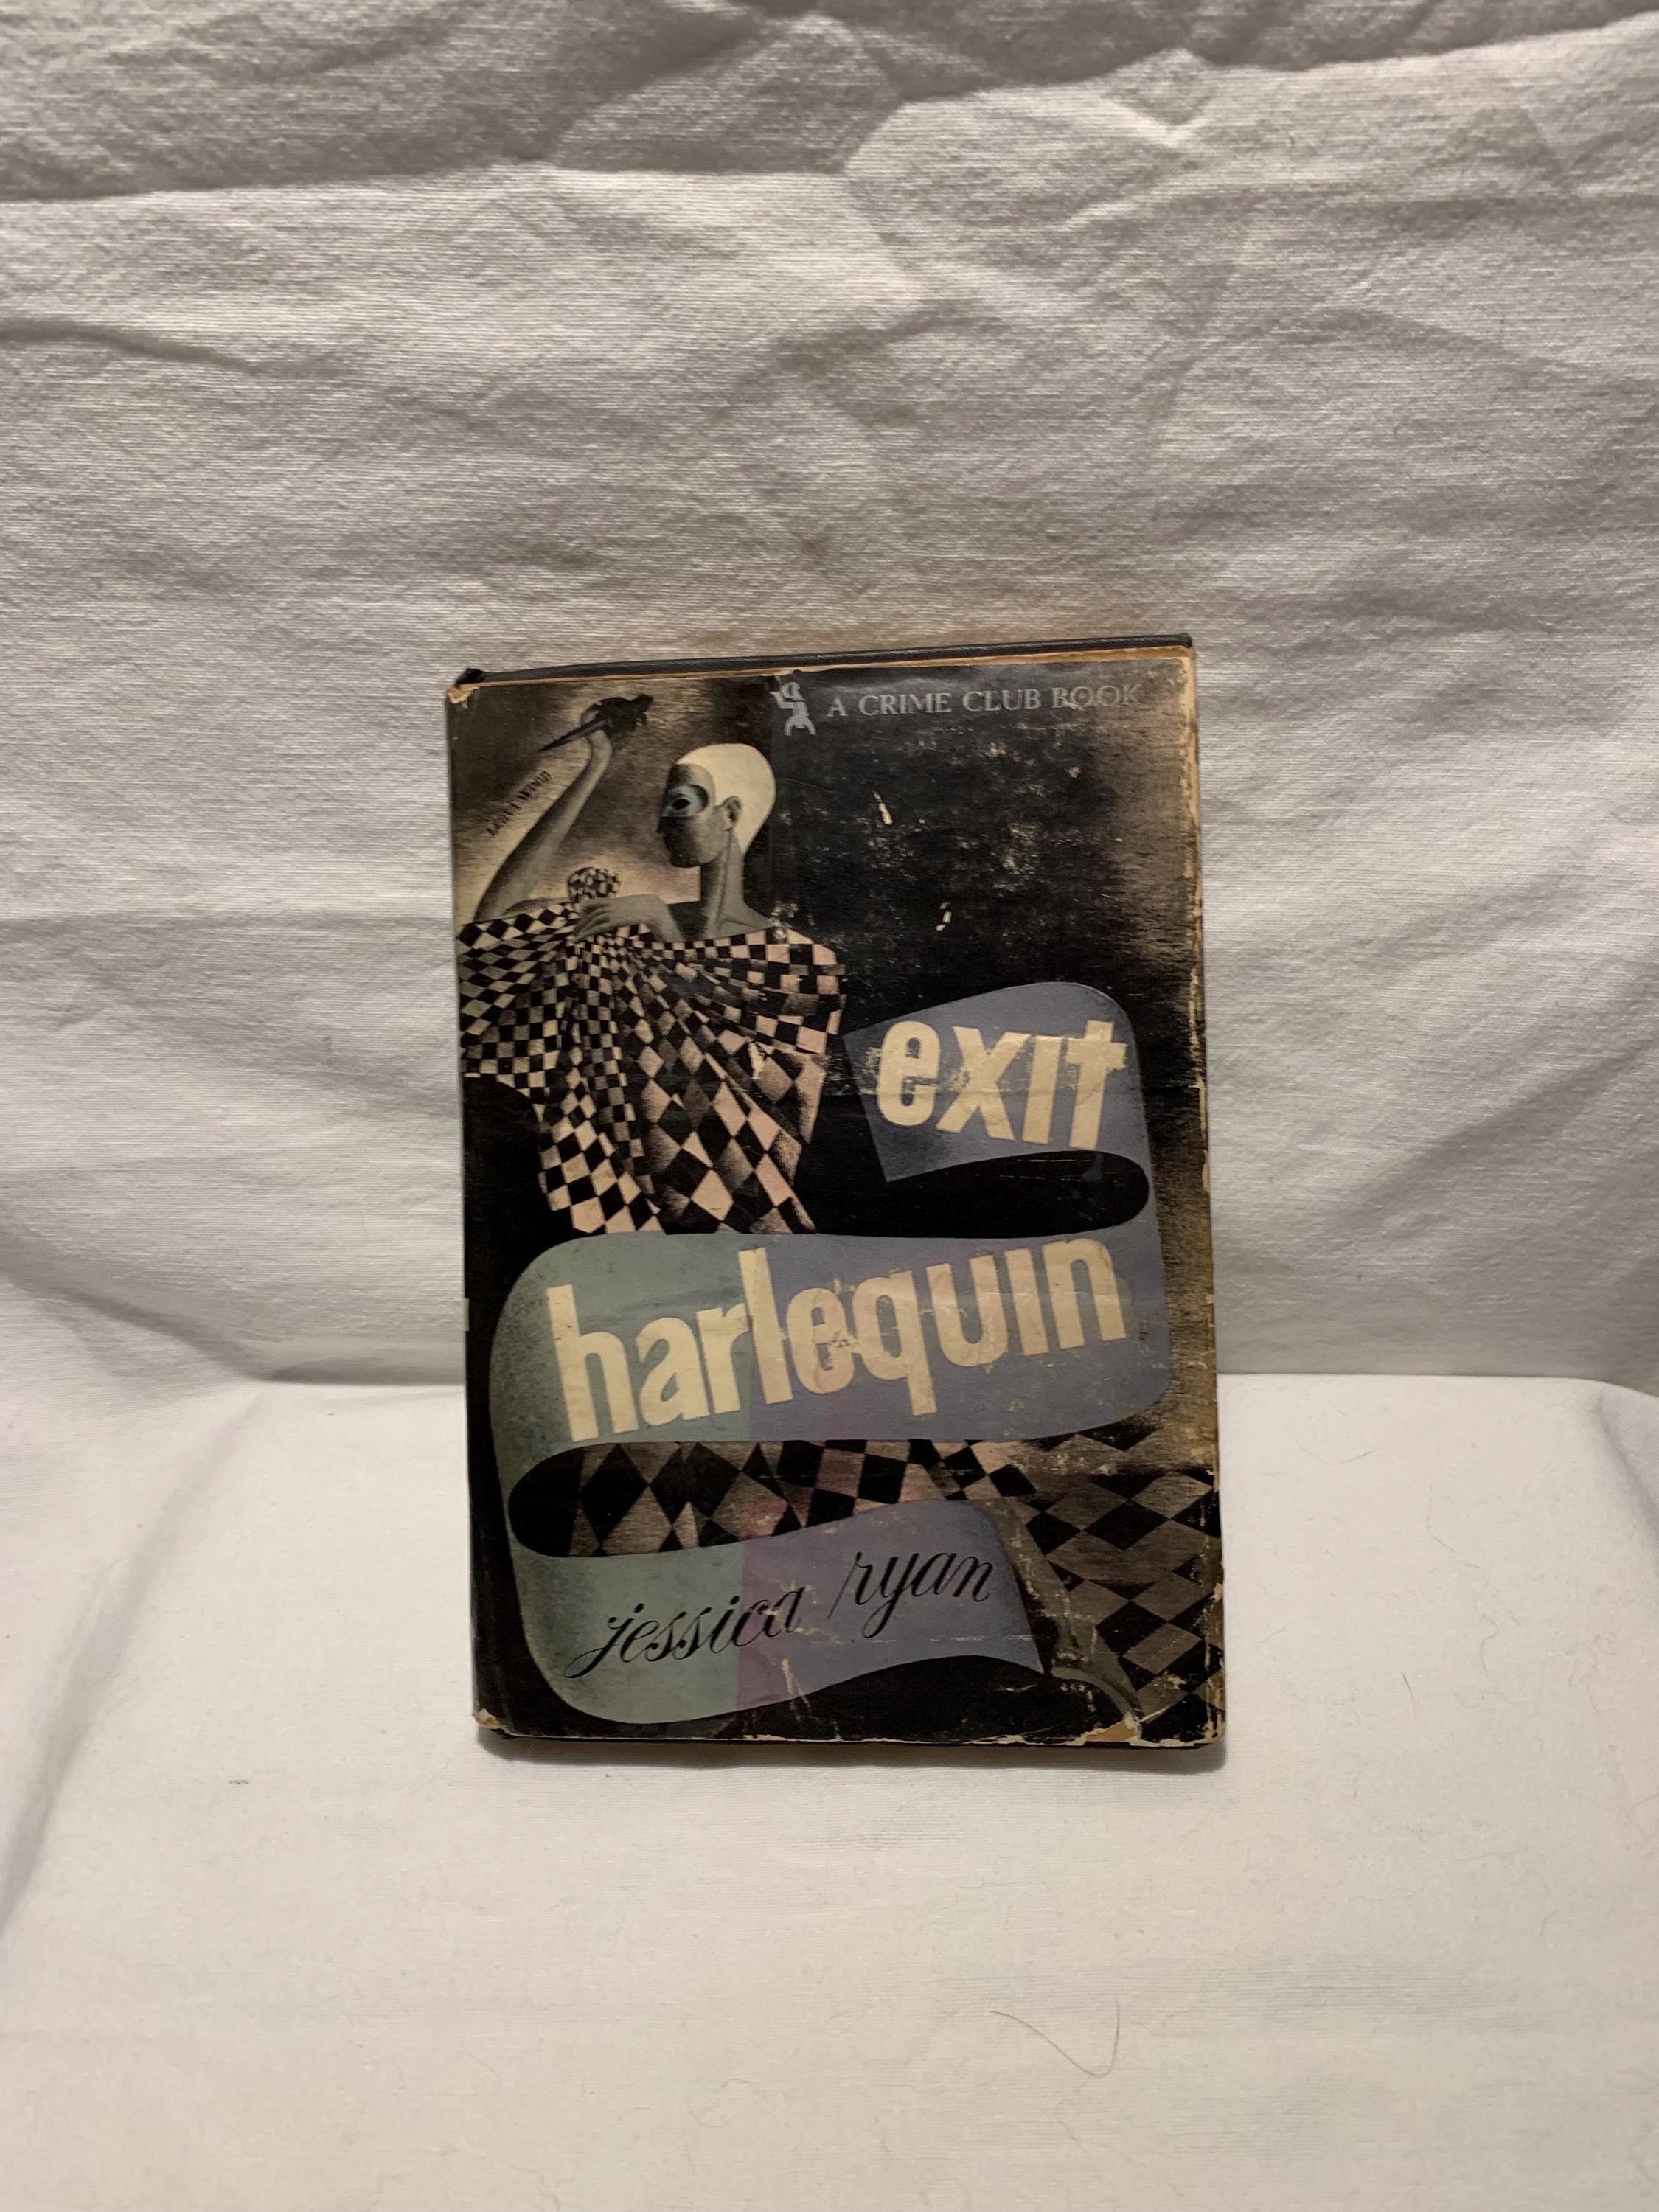 A CRIME CLUB BOOK
exit
harlequin
jessica ryan